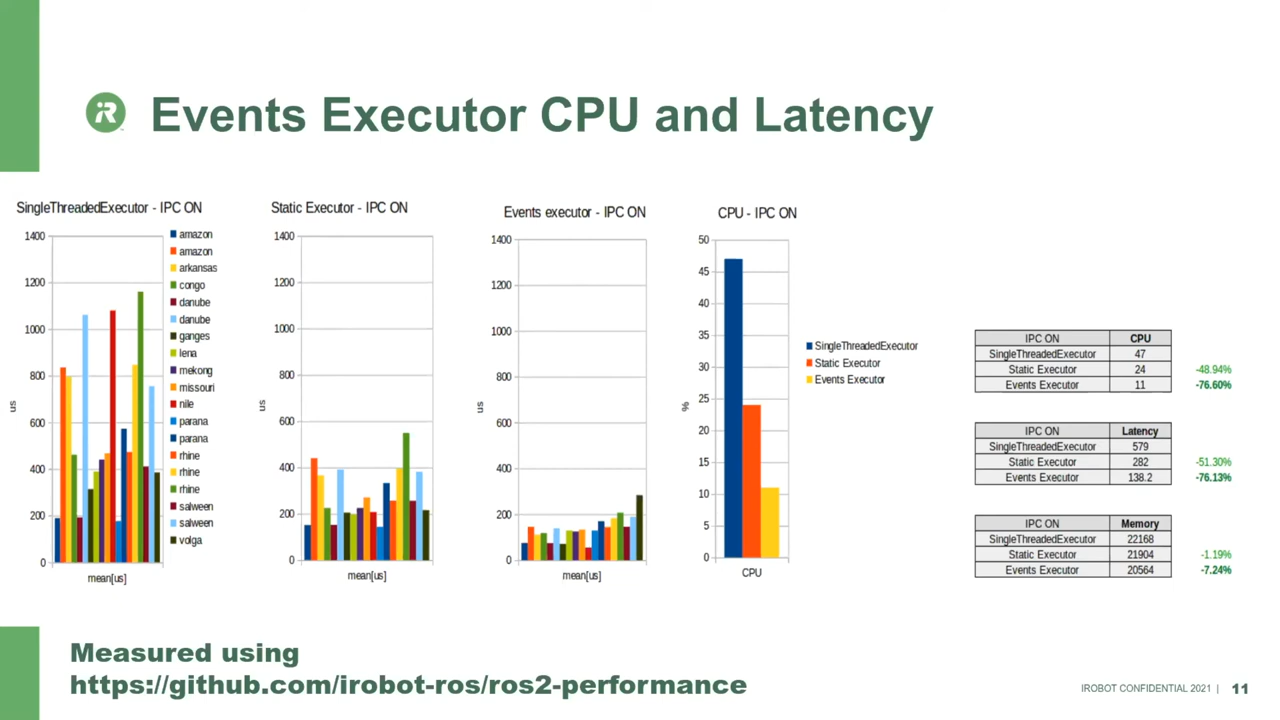 Events Executor CPU and Latency
SingleThreadedExecutor - IPC ON
1400
1200
1000
800
600
400
200
0
us
mean[us]
amazon
amazon
arkansas
congo
danube
danube
ganges
lena
mekong
missouri
nile
parana
parana
rhine
rhine
rhine
salween
salween
volga
Static Executor - IPC ON
1400
1200
1000
800
600
400
200
0
us
mean[us]
Events executor - IPC ON
1400
1200
1000
800
600
400
200
0
us
mean[us]
CPU - IPC ON
50
45
40
35
30
25
20
15
10
5
0
%
CPU
SingleThreadedExecutor
Static Executor
Events Executor
IPC ON CPU
SingleThreadedExecutor 47
Static Executor 24 -48.94%
Events Executor 11 -76.60%
IPC ON Latency
SingleThreadedExecutor 579
Static Executor 282 -51.30%
Events Executor 138.2 -76.13%
IPC ON Memory
SingleThreadedExecutor 22168
Static Executor 21904 -1.19%
Events Executor 20564 -7.24%
Measured using
https://github.com/irobot-ros/ros2-performance
IROBOT CONFIDENTIAL 2021 | 11